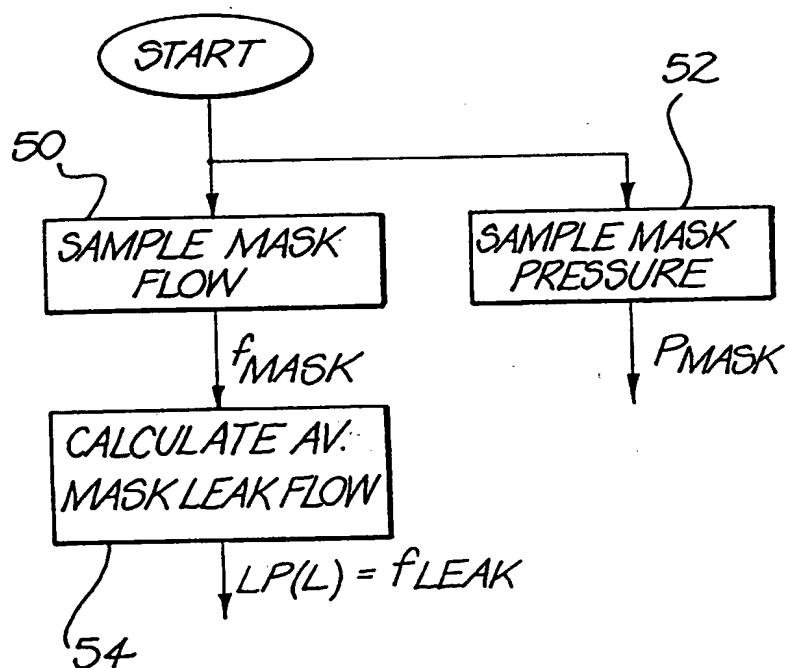 START
50
52
SAMPLE MASK
FLOW
SAMPLE MASK
PRESSURE
fMASK
PMASK
CALCULATE AV.
MASK LEAK FLOW
LP(L) = fLEAK
54